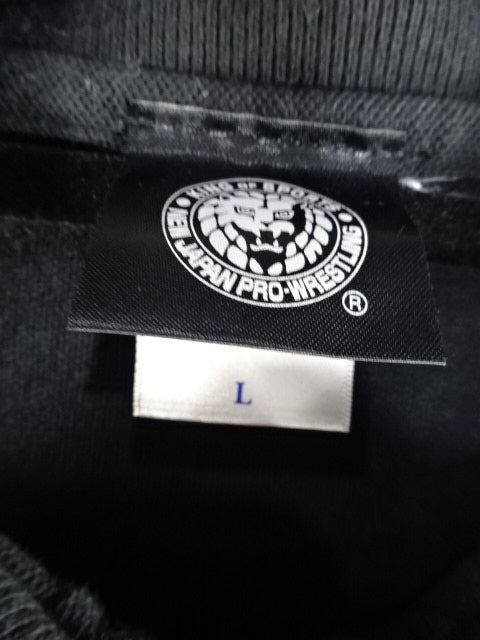 KING OF SPORTS
NEW JAPAN PRO-WRESTLING
®
L